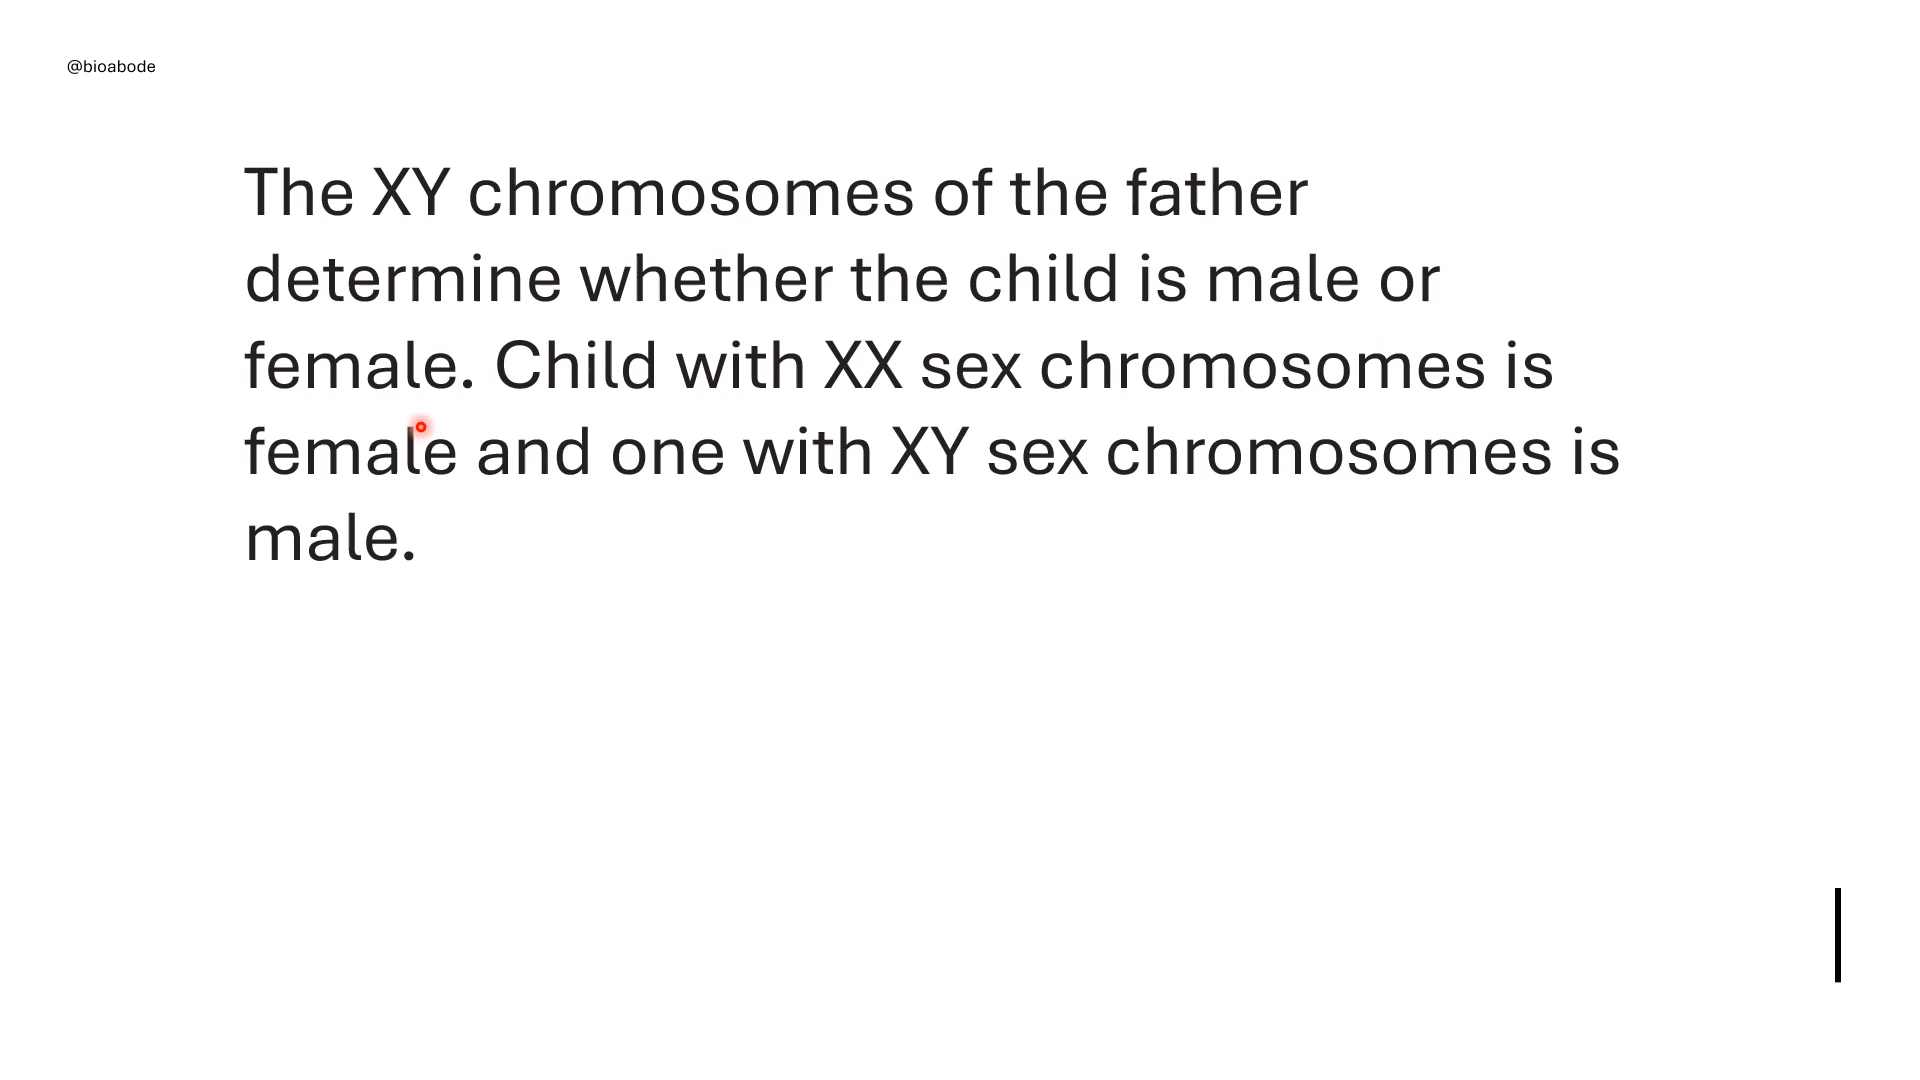 @bioabode
The XY chromosomes of the father
determine whether the child is male or
female. Child with XX sex chromosomes is
female and one with XY sex chromosomes is
male.